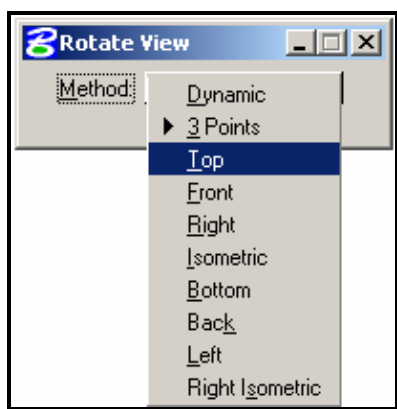 Rotate View
Method:
Dynamic
3 Points
Top
Front
Right
Isometric
Bottom
Back
Left
Right Isometric